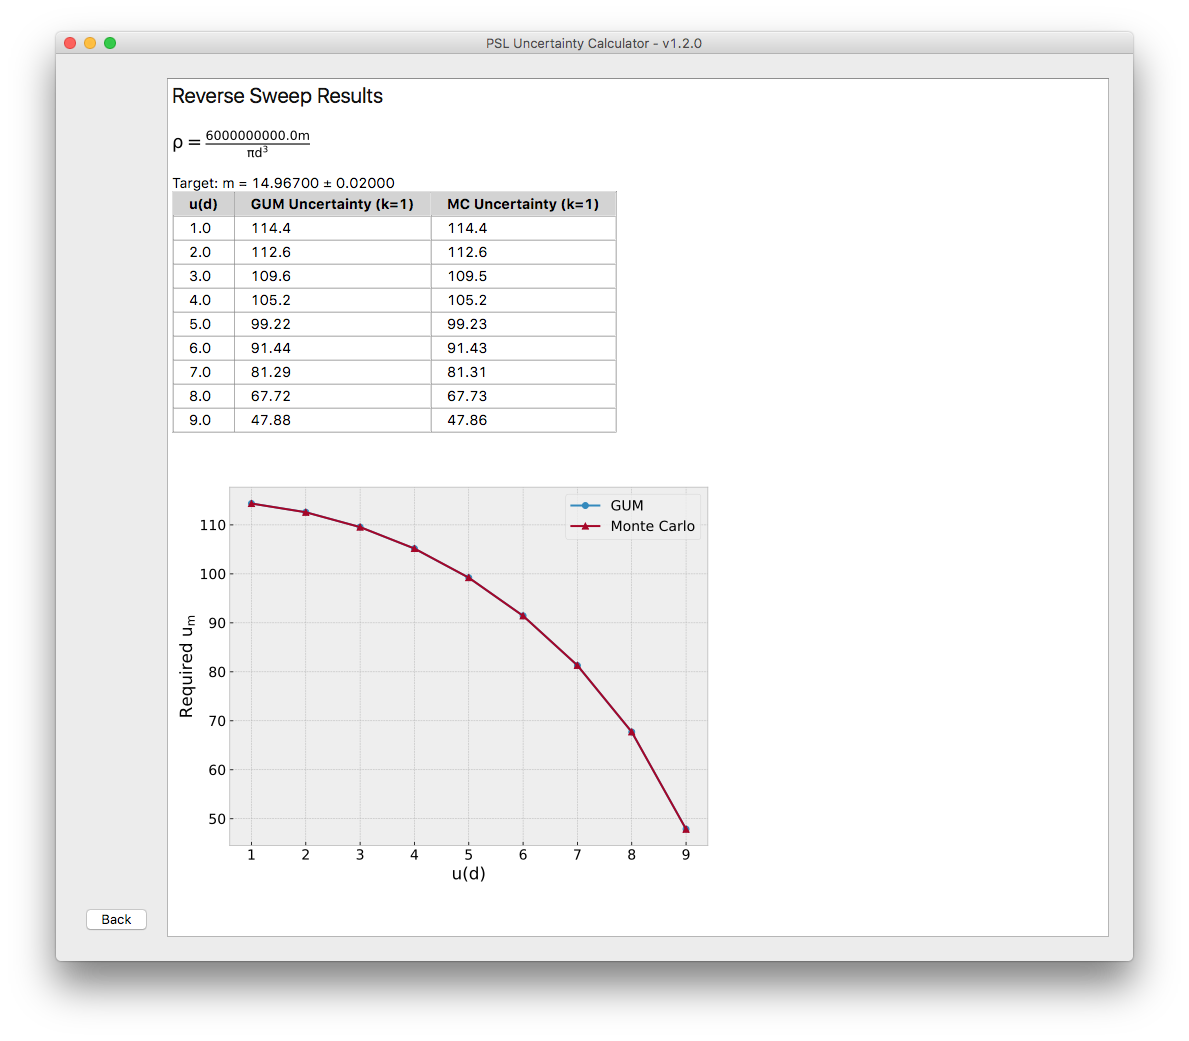 PSL Uncertainty Calculator - v1.2.0
Reverse Sweep Results
ρ = 6000000000.0m / πd³
Target: m = 14.96700 ± 0.02000
u(d) GUM Uncertainty (k=1) MC Uncertainty (k=1)
1.0 114.4 114.4
2.0 112.6 112.6
3.0 109.6 109.5
4.0 105.2 105.2
5.0 99.22 99.23
6.0 91.44 91.43
7.0 81.29 81.31
8.0 67.72 67.73
9.0 47.88 47.86
GUM
Monte Carlo
110
100
90
80
70
60
50
Required uₘ
1 2 3 4 5 6 7 8 9
u(d)
Back